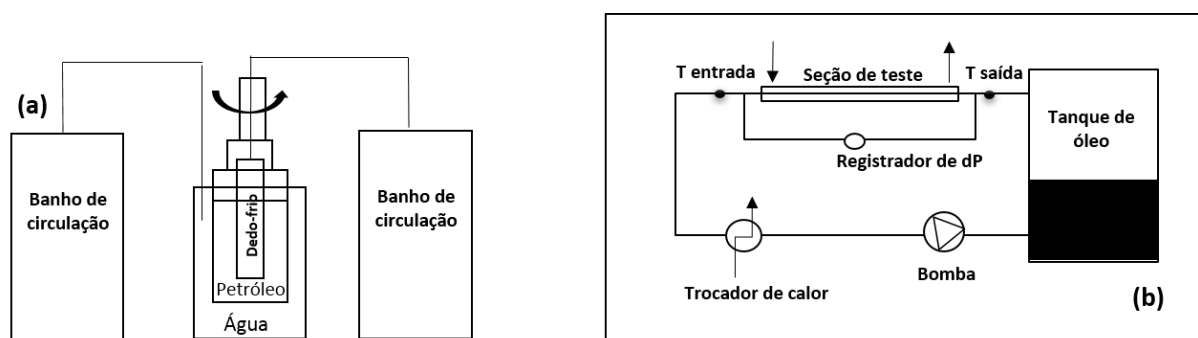 (a)
Banho de
circulação
Dedo-frio
Petróleo
Água
Banho de
circulação
T entrada
Seção de teste
T saída
Registrador de dP
Tanque de
óleo
Trocador de calor
Bomba
(b)